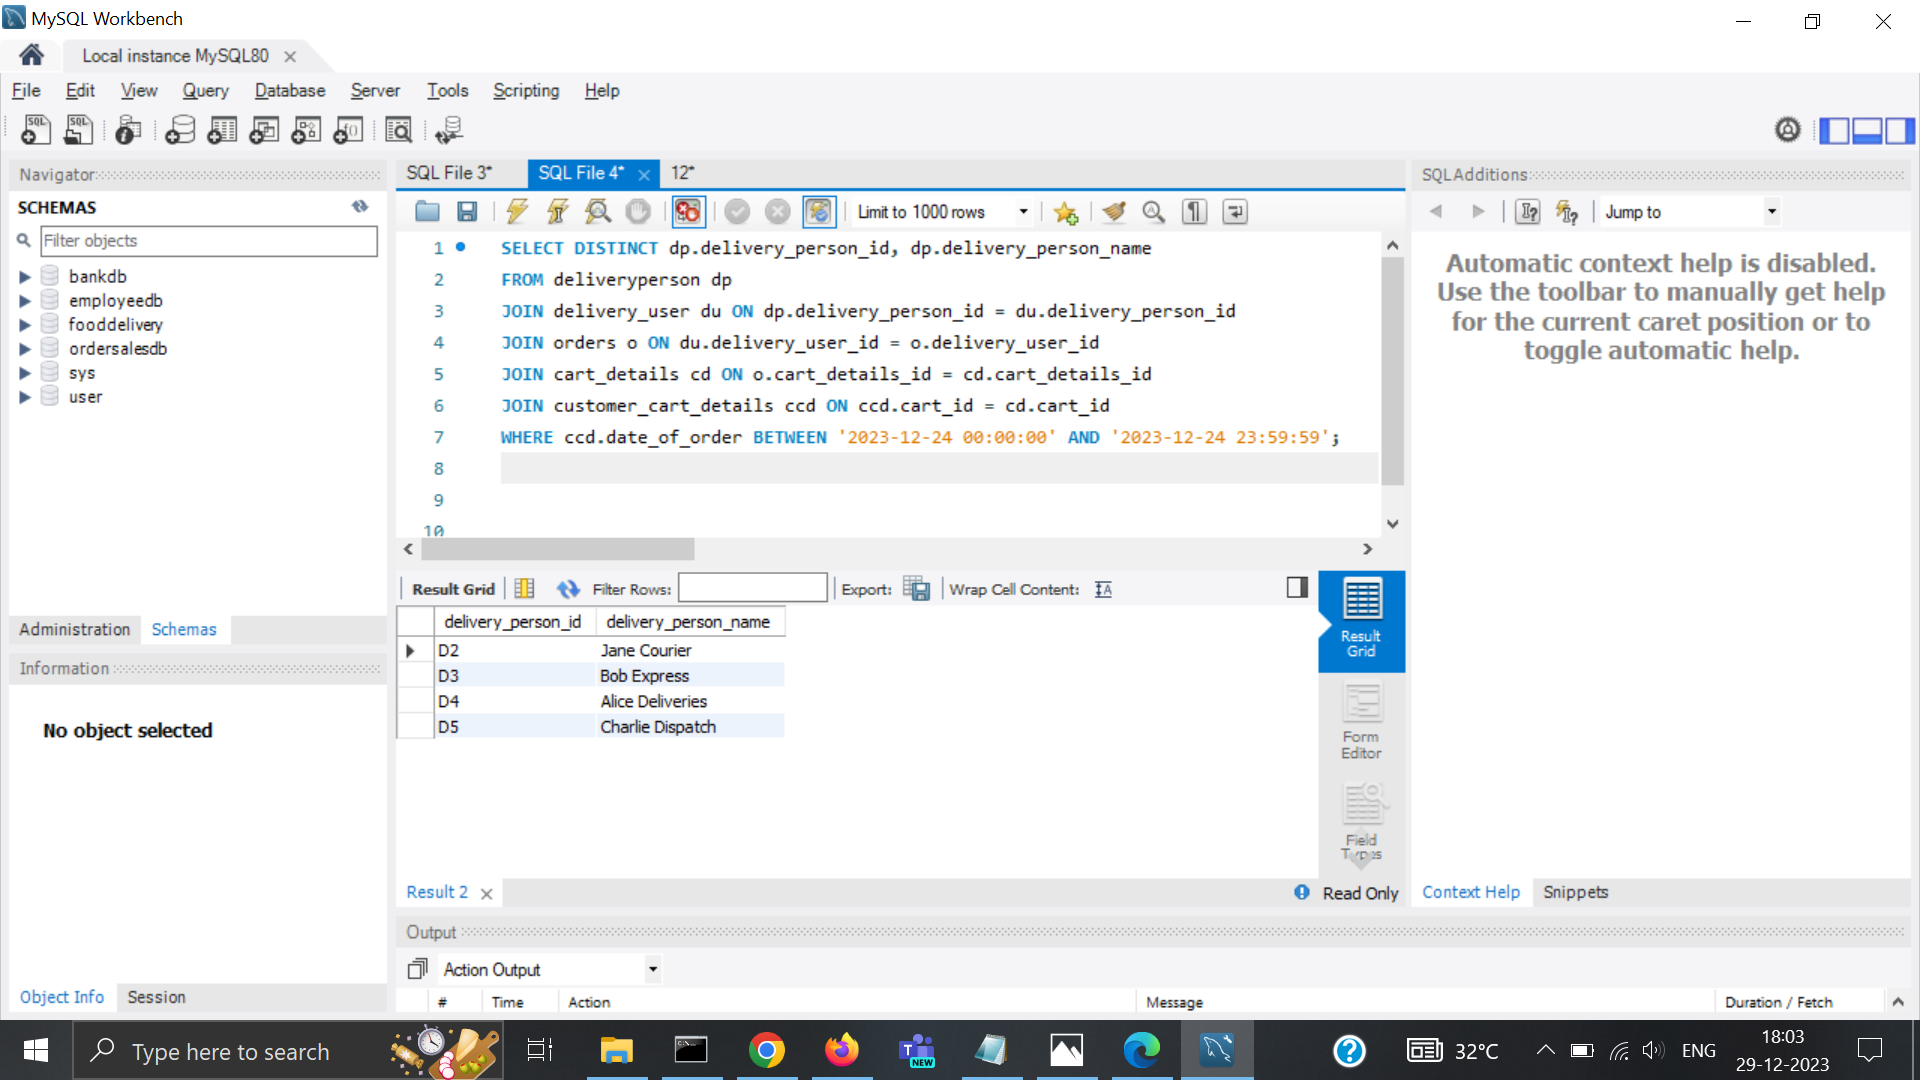 MySQL Workbench
Local instance MySQL80
File Edit View Query Database Server Tools Scripting Help
Navigator
SCHEMAS
Filter objects
bankdb
employeedb
fooddelivery
ordersalesdb
sys
user
Administration Schemas
Information
No object selected
Object Info Session
SQL File 3* SQL File 4* 12*
Limit to 1000 rows
1 SELECT DISTINCT dp.delivery_person_id, dp.delivery_person_name
2 FROM deliveryperson dp
3 JOIN delivery_user du ON dp.delivery_person_id = du.delivery_person_id
4 JOIN orders o ON du.delivery_user_id = o.delivery_user_id
5 JOIN cart_details cd ON o.cart_details_id = cd.cart_details_id
6 JOIN customer_cart_details ccd ON ccd.cart_id = cd.cart_id
7 WHERE ccd.date_of_order BETWEEN '2023-12-24 00:00:00' AND '2023-12-24 23:59:59';
8
9
10
Result Grid Filter Rows: Export: Wrap Cell Content:
delivery_person_id delivery_person_name
D2 Jane Courier
D3 Bob Express
D4 Alice Deliveries
D5 Charlie Dispatch
Result Grid
Form Editor
Field Types
Result 2 Read Only
Output
Action Output
# Time Action Message Duration / Fetch
SQLAdditions
Jump to
Automatic context help is disabled.
Use the toolbar to manually get help
for the current caret position or to
toggle automatic help.
Context Help Snippets
Type here to search
NEW
32°C
ENG
18:03
29-12-2023